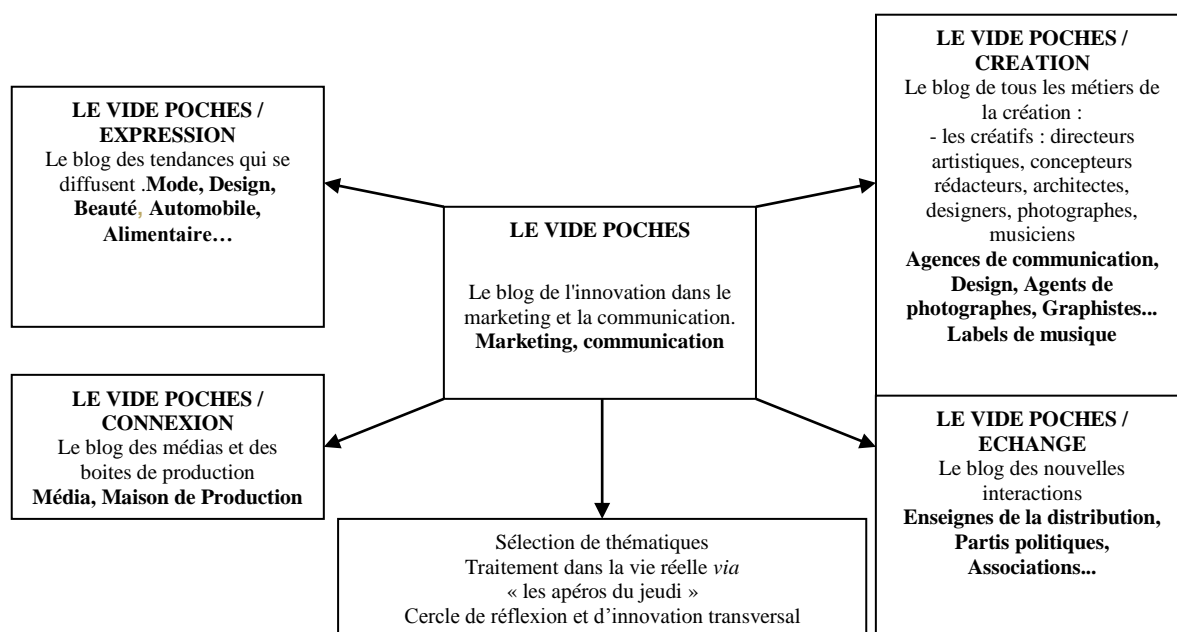 LE VIDE POCHES /
EXPRESSION
Le blog des tendances qui se
diffusent .Mode, Design,
Beauté, Automobile,
Alimentaire…
LE VIDE POCHES /
CREATION
Le blog de tous les métiers de
la création :
- les créatifs : directeurs
artistiques, concepteurs
rédacteurs, architectes,
designers, photographes,
musiciens
Agences de communication,
Design, Agents de
photographes, Graphistes...
Labels de musique
LE VIDE POCHES
Le blog de l'innovation dans le
marketing et la communication.
Marketing, communication
LE VIDE POCHES /
CONNEXION
Le blog des médias et des
boites de production
Média, Maison de Production
LE VIDE POCHES /
ECHANGE
Le blog des nouvelles
interactions
Enseignes de la distribution,
Partis politiques,
Associations...
Sélection de thématiques
Traitement dans la vie réelle via
« les apéros du jeudi »
Cercle de réflexion et d’innovation transversal